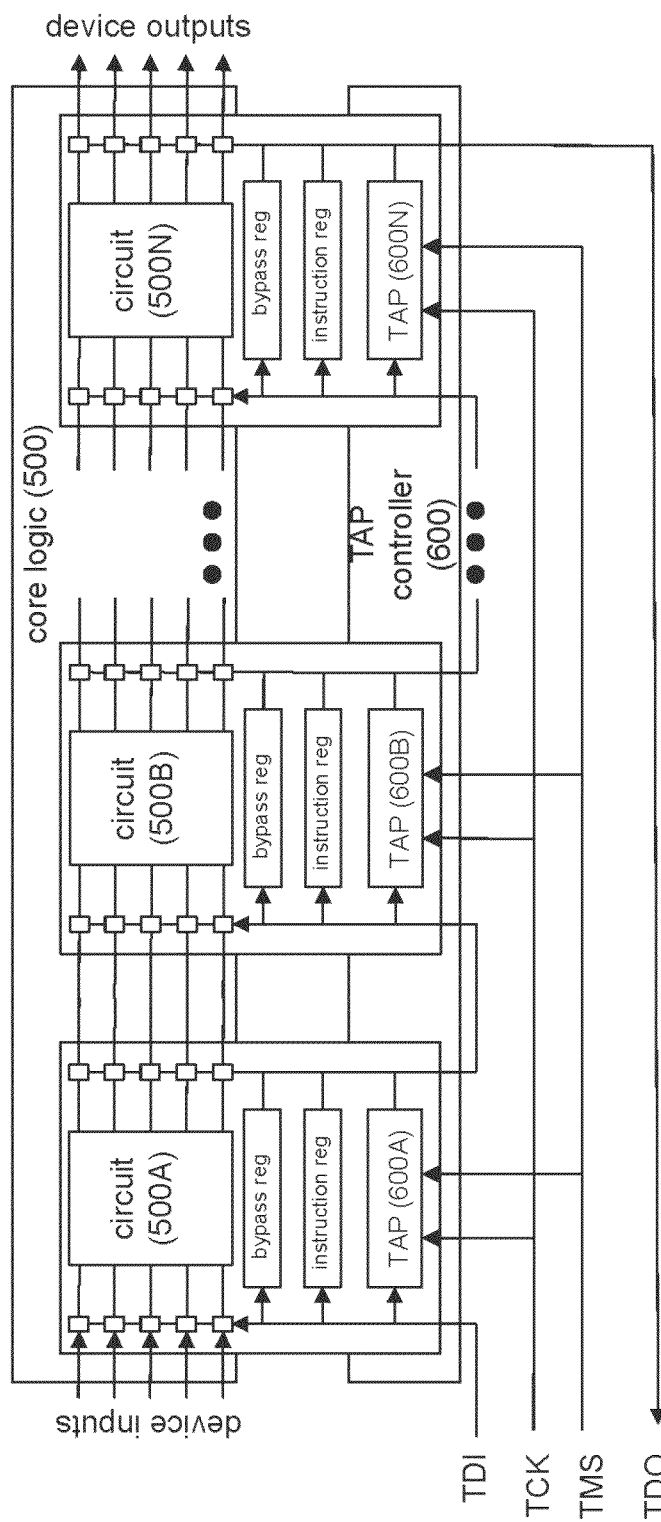 device outputs
core logic (500)
circuit
(500N)
bypass reg
instruction reg
TAP (600N)
TAP
controller
(600)
circuit
(500B)
bypass reg
instruction reg
TAP (600B)
circuit
(500A)
bypass reg
instruction reg
TAP (600A)
device inputs
TDI
TCK
TMS
TDO